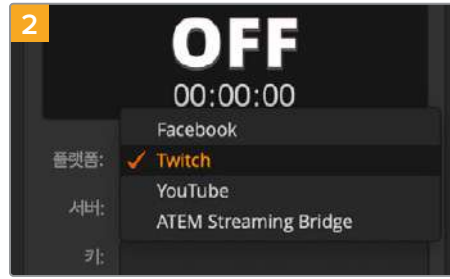 2
OFF
00:00:00
Facebook
플랫폼: ✓ Twitch
YouTube
서버:
ATEM Streaming Bridge
키: